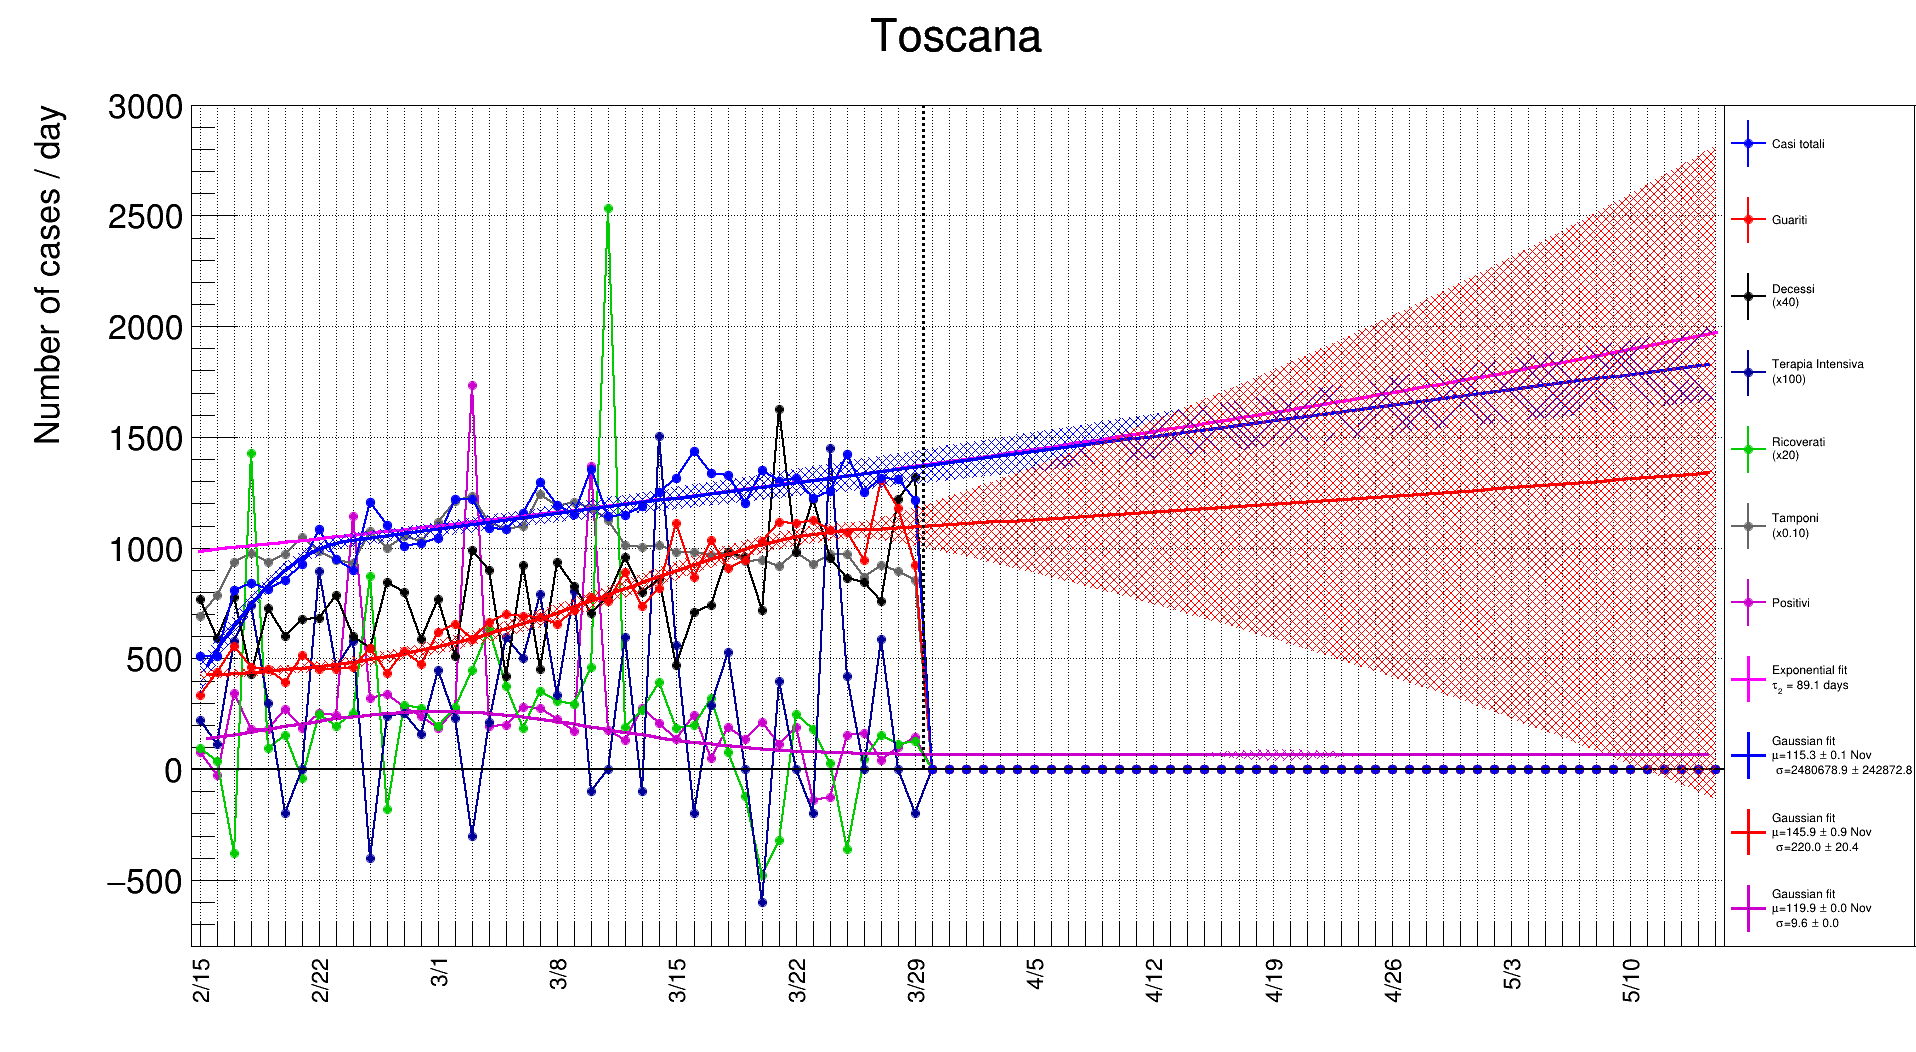 Toscana
Number of cases / day
3000
2500
2000
1500
1000
500
0
−500
2/15
2/22
3/1
3/8
3/15
3/22
3/29
4/5
4/12
4/19
4/26
5/3
5/10
Casi totali
Guariti
Decessi
(x40)
Terapia Intensiva
(x100)
Ricoverati
(x20)
Tamponi
(x0.10)
Positivi
Exponential fit
τ2 = 89.1 days
Gaussian fit
μ=115.3 ± 0.1 Nov
σ=2480678.9 ± 242872.8
Gaussian fit
μ=145.9 ± 0.9 Nov
σ=220.0 ± 20.4
Gaussian fit
μ=119.9 ± 0.0 Nov
σ=9.6 ± 0.0